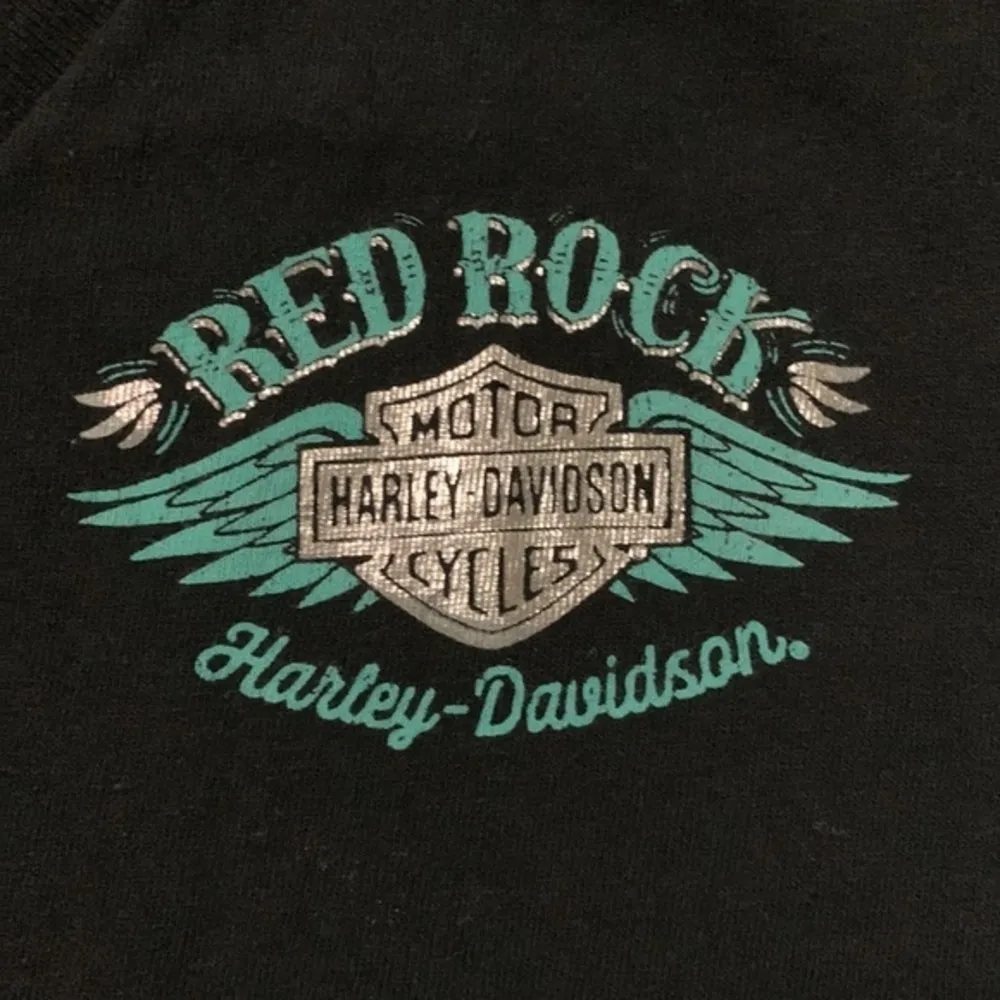 RED ROCK
MOTOR
HARLEY-DAVIDSON
CYCLES
Harley-Davidson.